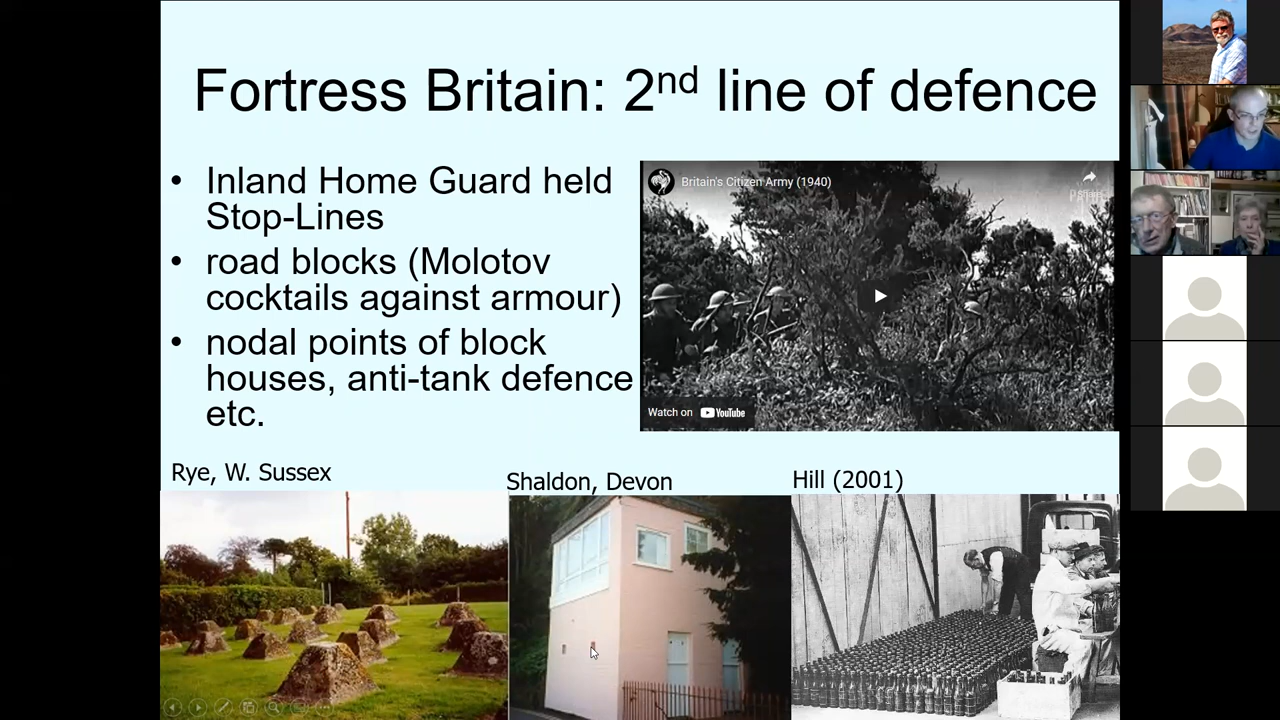 Fortress Britain: 2nd line of defence
• Inland Home Guard held
Stop-Lines
• road blocks (Molotov
cocktails against armour)
• nodal points of block
houses, anti-tank defence
etc.
Britain's Citizen Army (1940)
Watch on YouTube
Rye, W. Sussex
Shaldon, Devon
Hill (2001)